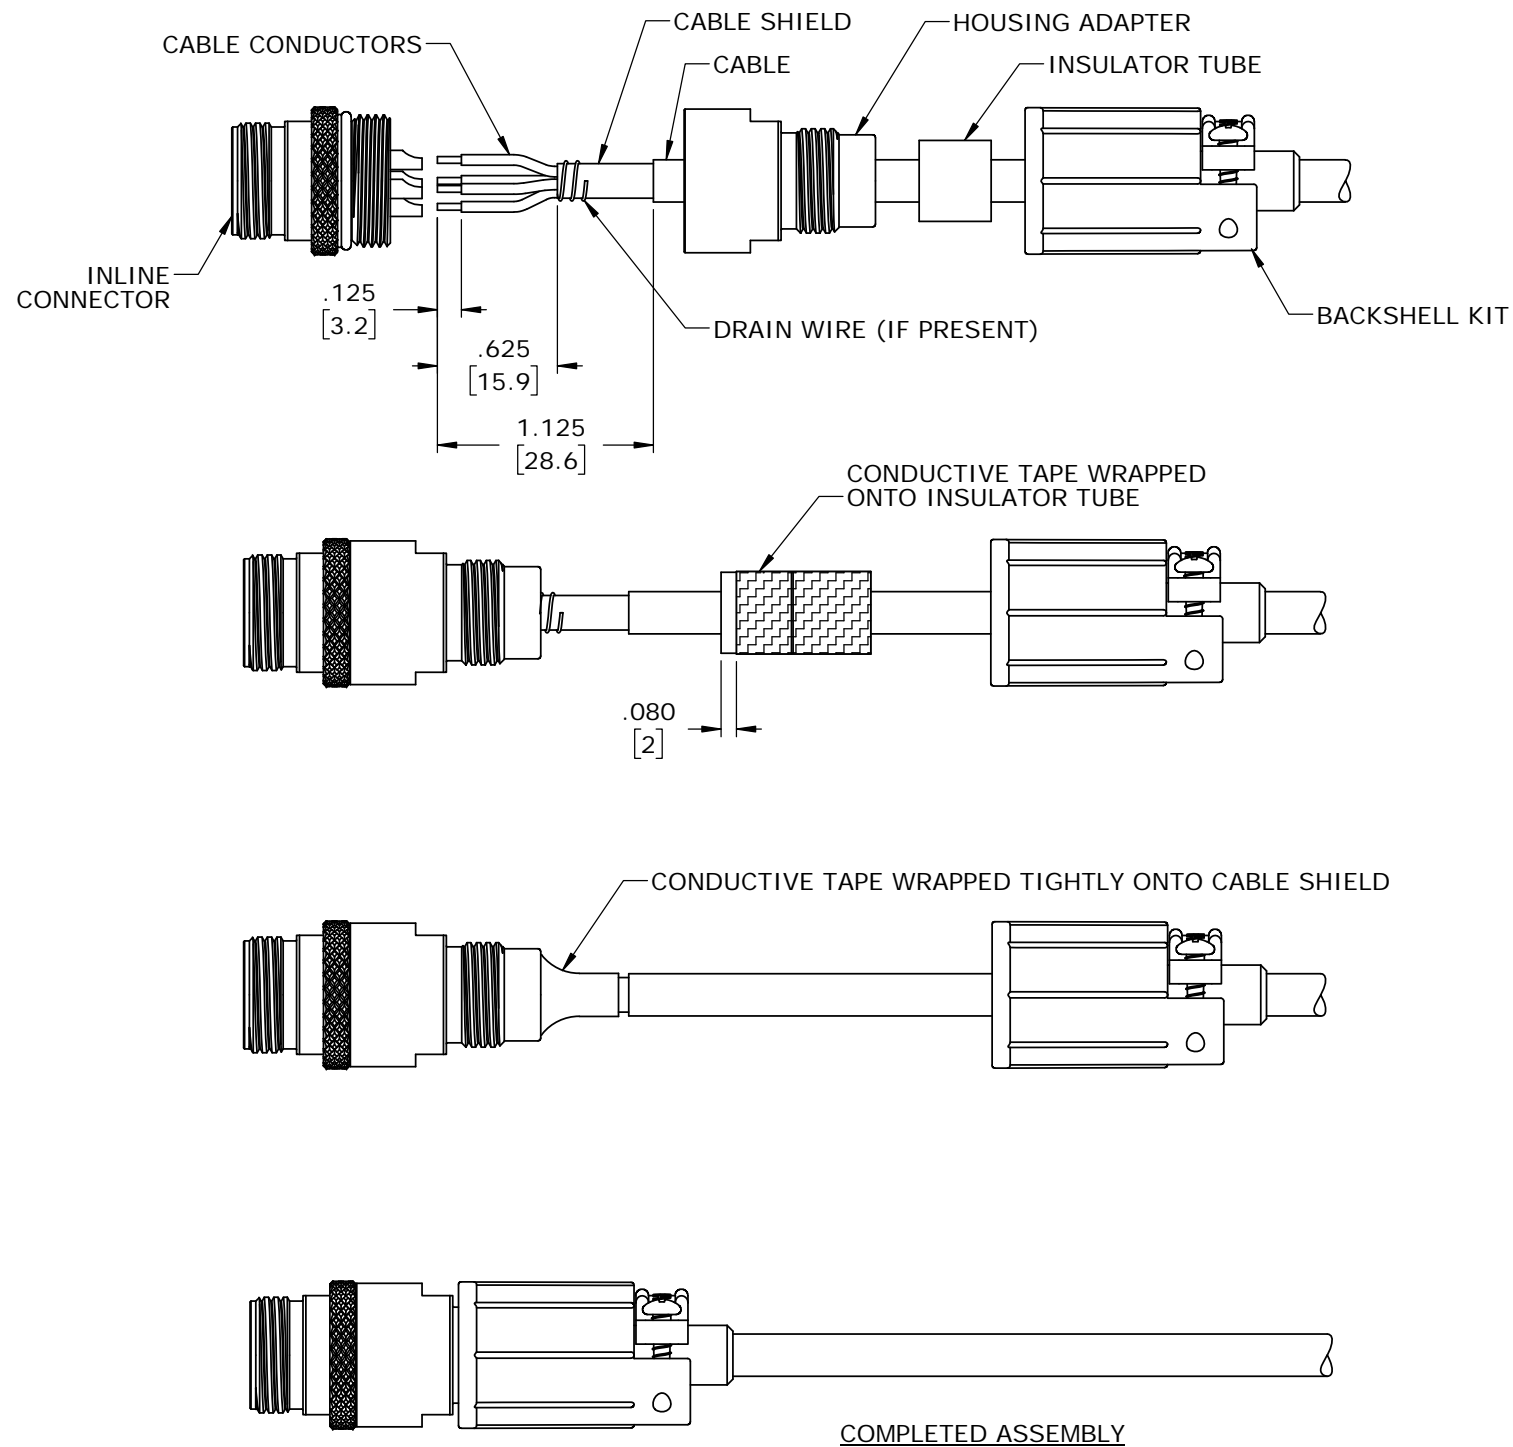 CABLE SHIELD
HOUSING ADAPTER
CABLE CONDUCTORS
CABLE
INSULATOR TUBE
INLINE
CONNECTOR
.125
[3.2]
DRAIN WIRE (IF PRESENT)
BACKSHELL KIT
.625
[15.9]
1.125
[28.6]
CONDUCTIVE TAPE WRAPPED
ONTO INSULATOR TUBE
.080
[2]
CONDUCTIVE TAPE WRAPPED TIGHTLY ONTO CABLE SHIELD
COMPLETED ASSEMBLY